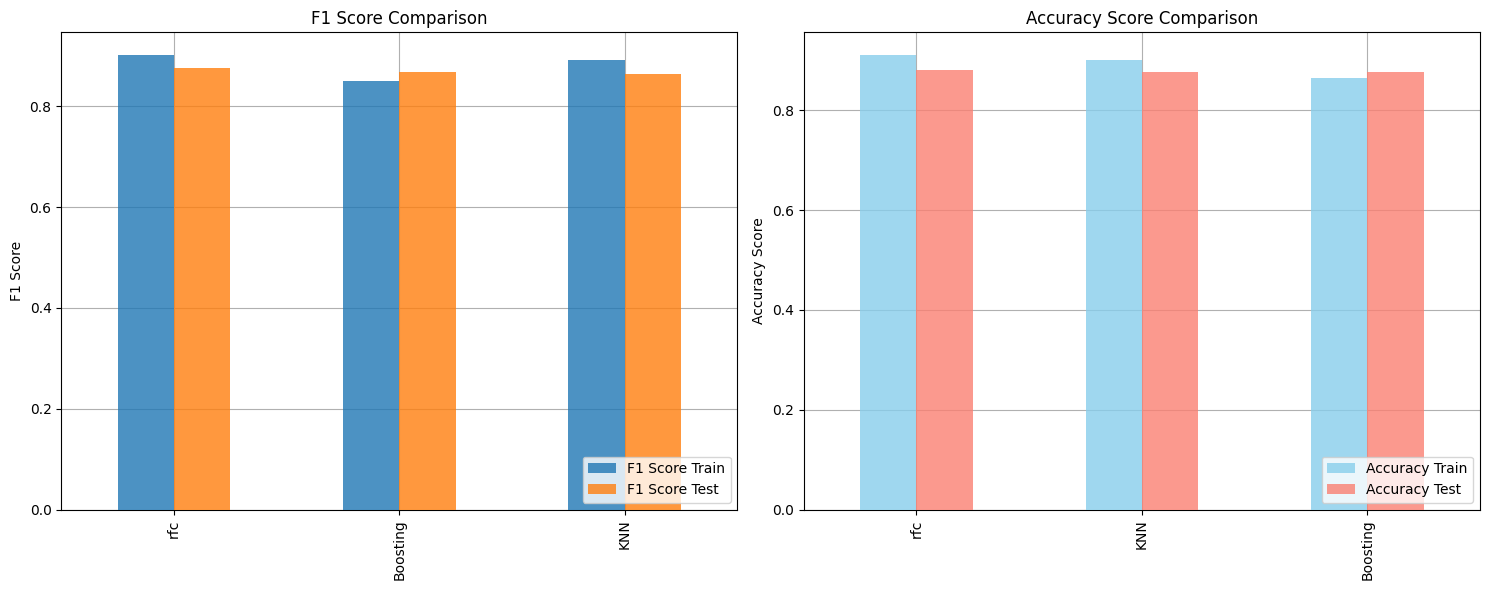 F1 Score Comparison
F1 Score
0.8
0.6
0.4
0.2
0.0
rfc
Boosting
KNN
F1 Score Train
F1 Score Test
Accuracy Score Comparison
Accuracy Score
0.8
0.6
0.4
0.2
0.0
rfc
KNN
Boosting
Accuracy Train
Accuracy Test